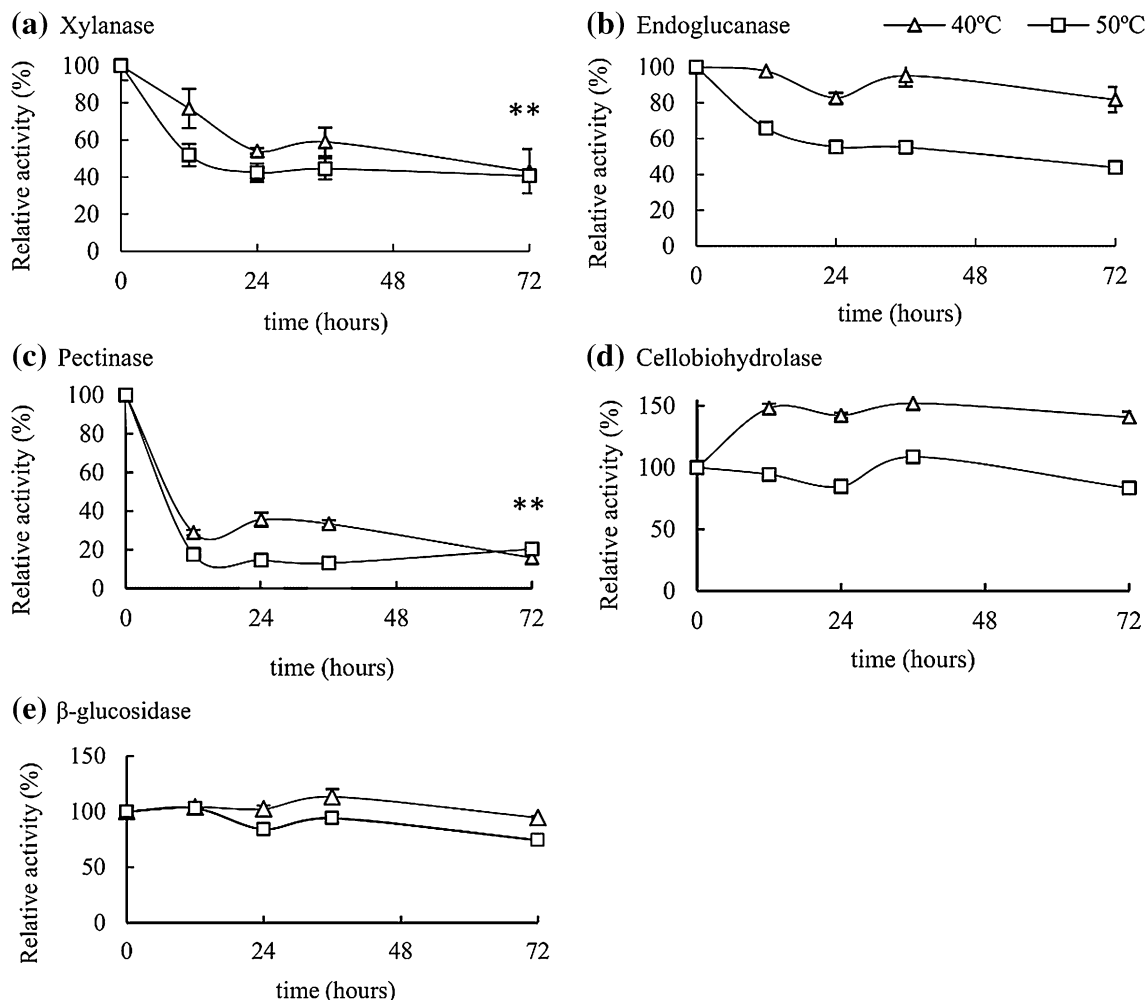 (a) Xylanase
Relative activity (%)
100
80
60
40
20
0
**
0 24 48 72
time (hours)
(b) Endoglucanase
40ºC 50ºC
Relative activity (%)
100
80
60
40
20
0
0 24 48 72
time (hours)
(c) Pectinase
Relative activity (%)
100
80
60
40
20
0
**
0 24 48 72
time (hours)
(d) Cellobiohydrolase
Relative activity (%)
150
100
50
0
0 24 48 72
time (hours)
(e) β-glucosidase
Relative activity (%)
150
100
50
0
0 24 48 72
time (hours)